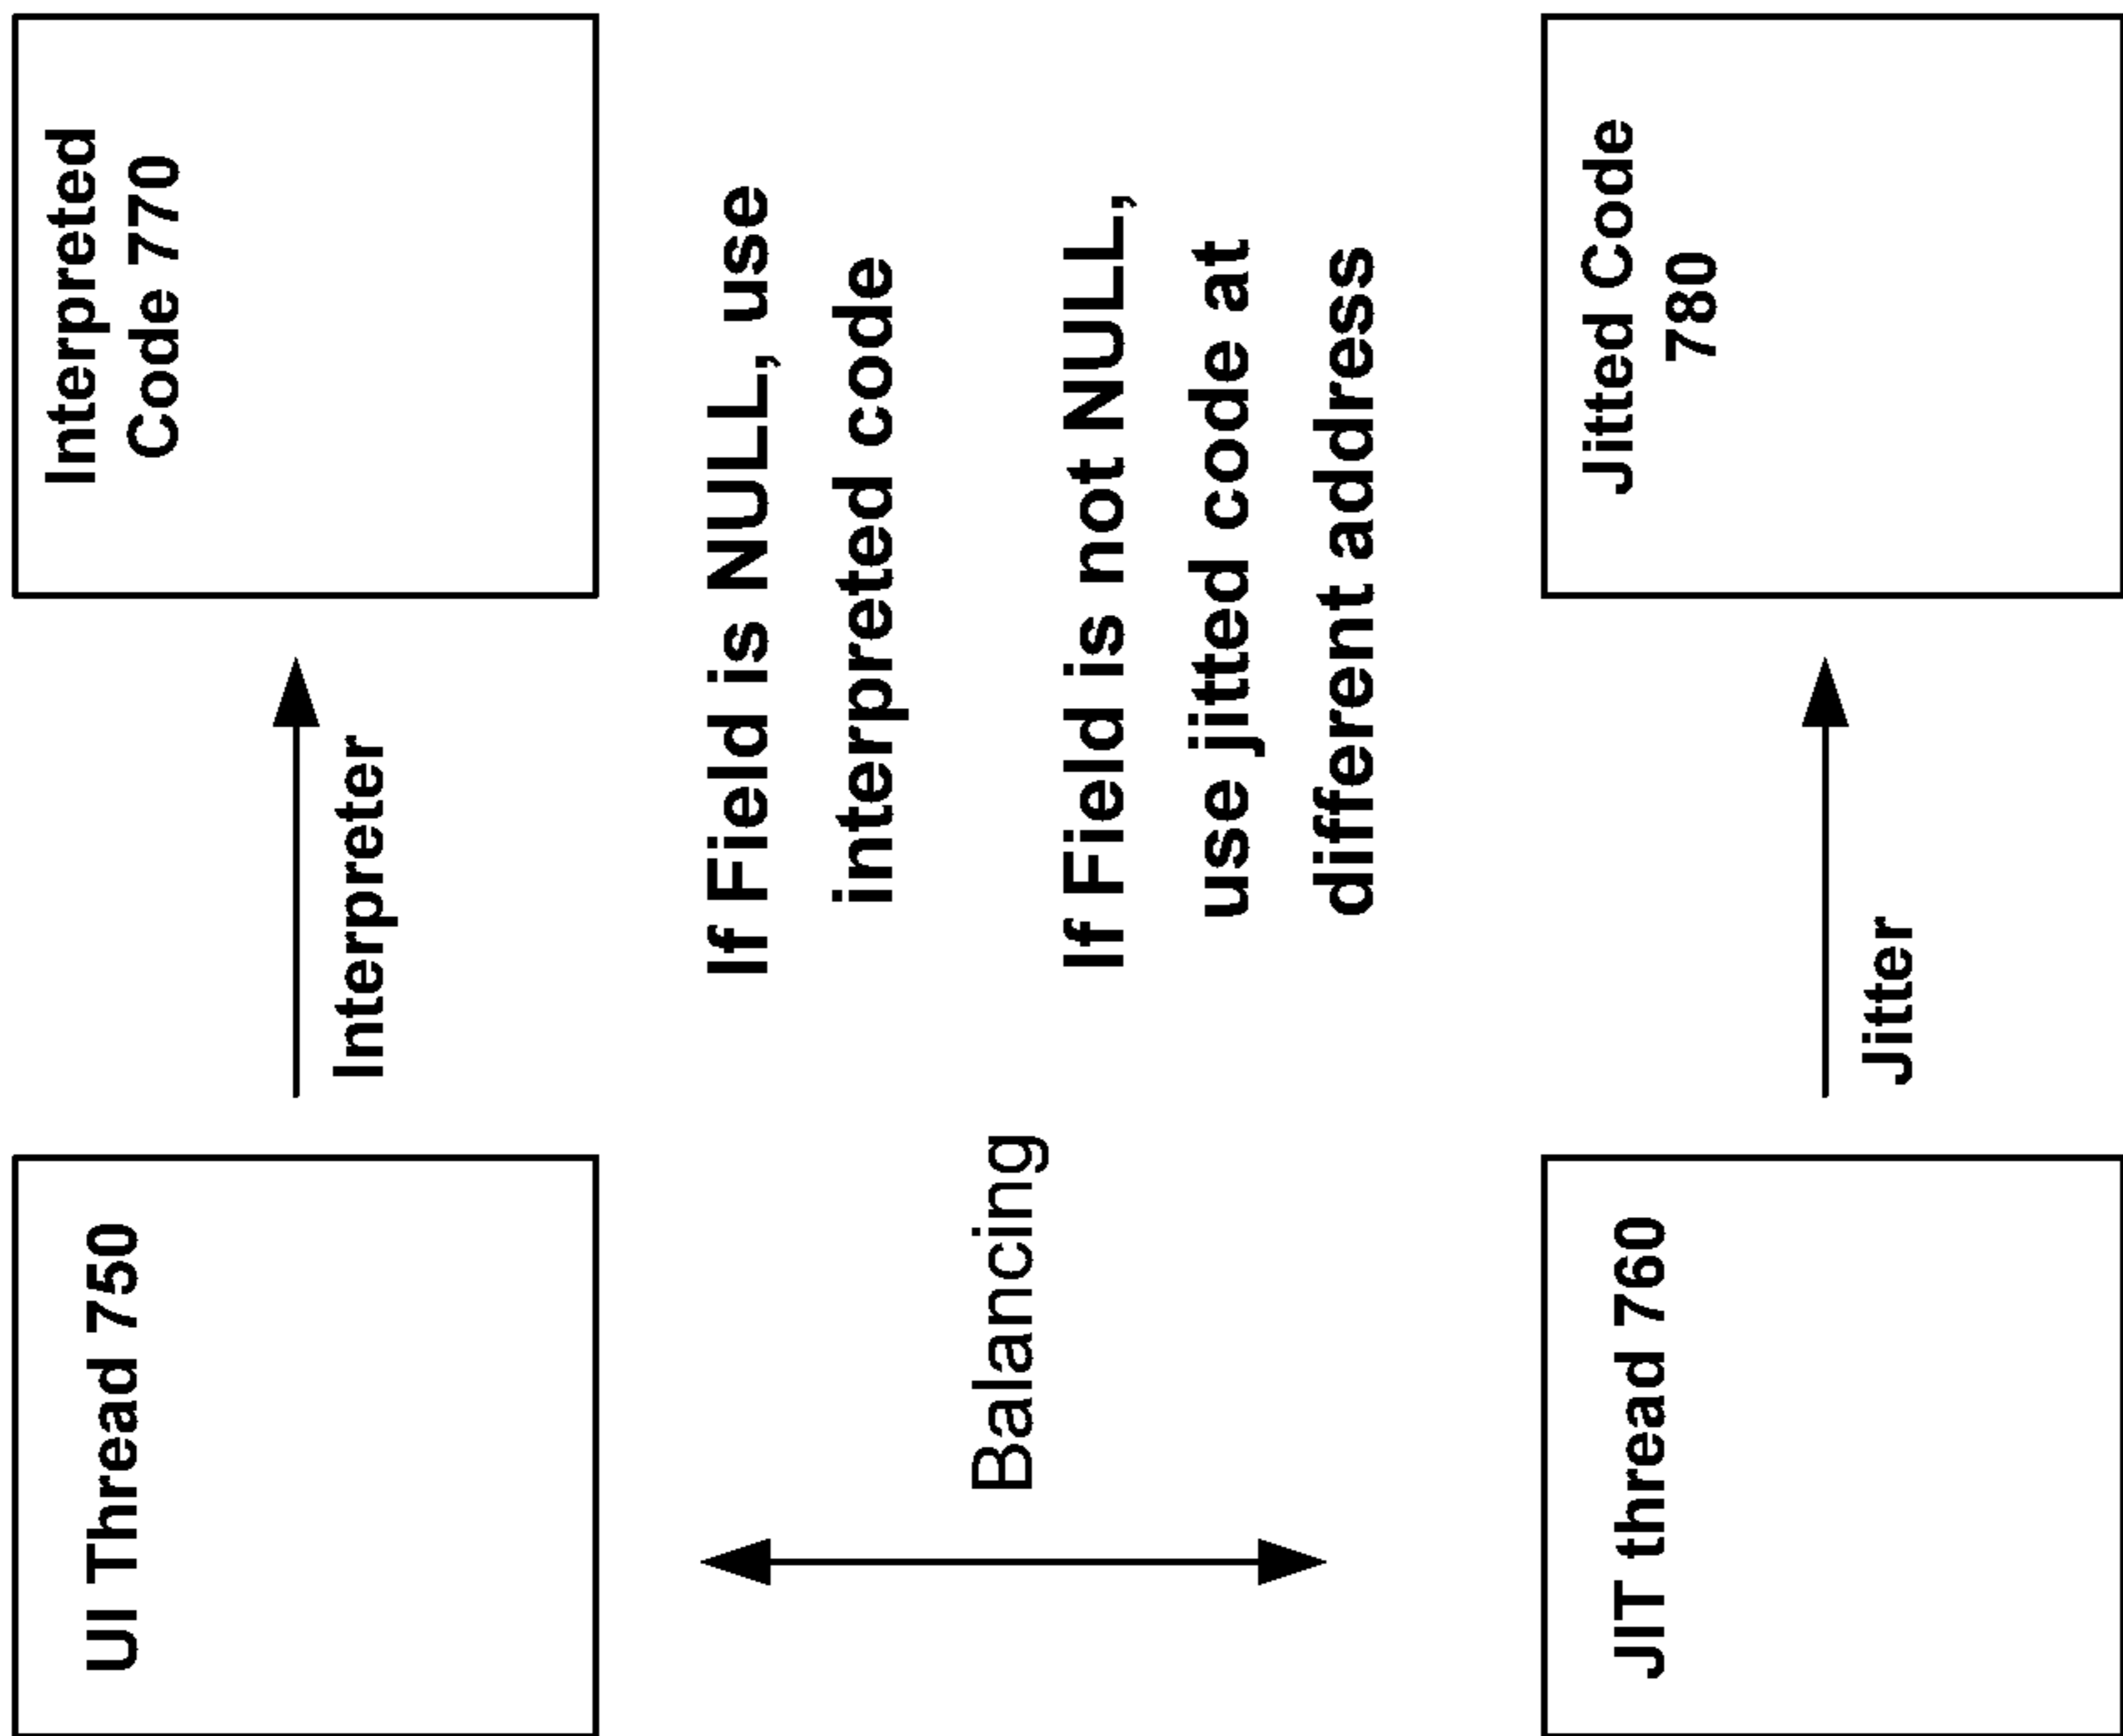 UI Thread 750
Interpreter
Interpreted
Code 770
Balancing
If Field is NULL, use
interpreted code
If Field is not NULL,
use jitted code at
different address
JIT thread 760
Jitter
Jitted Code
780